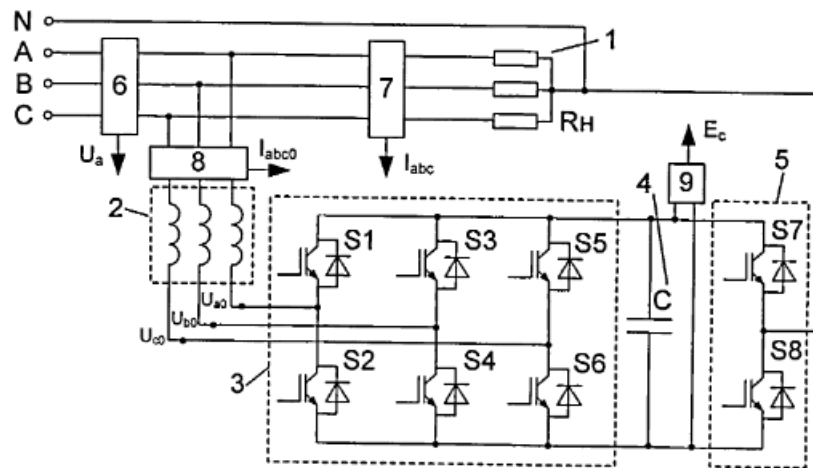 N
A
B
C
6
7
1
Rн
Uₐ
8
Iabc0
Iabc
Ec
9
4
5
2
S1
S3
S5
S7
Ua0
Ub0
Uc0
C
3
S2
S4
S6
S8